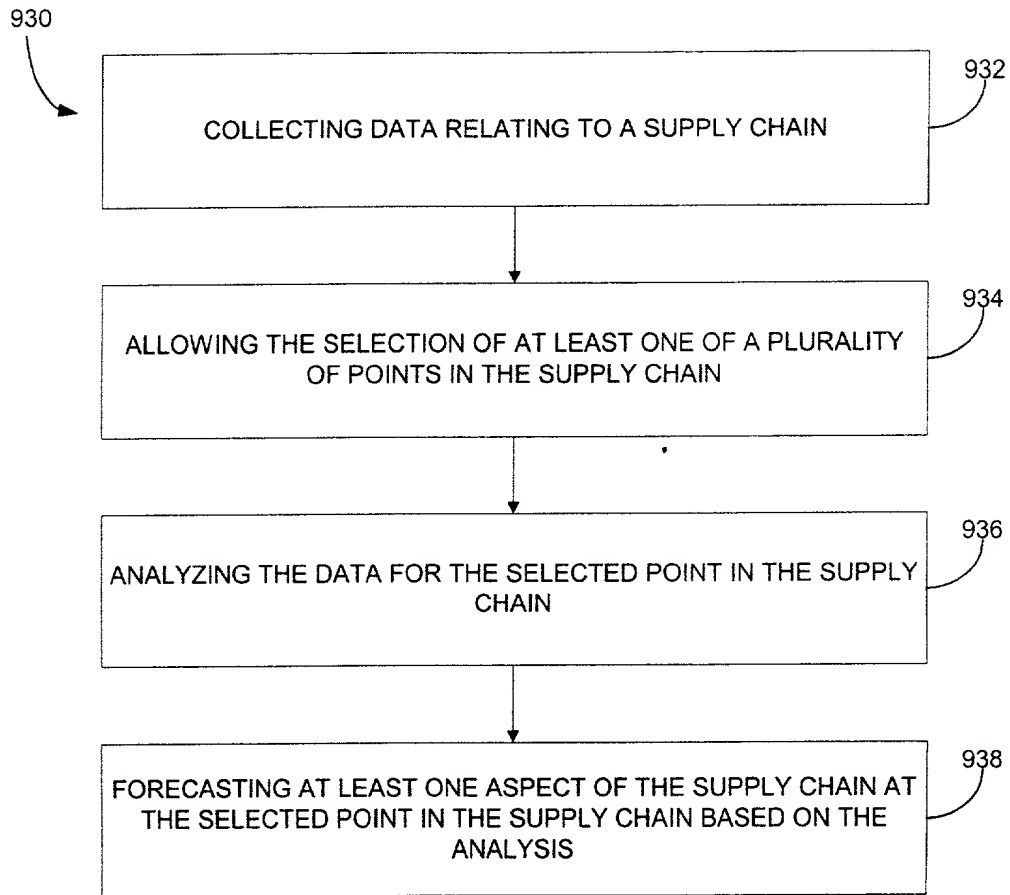 930
932
COLLECTING DATA RELATING TO A SUPPLY CHAIN
934
ALLOWING THE SELECTION OF AT LEAST ONE OF A PLURALITY
OF POINTS IN THE SUPPLY CHAIN
936
ANALYZING THE DATA FOR THE SELECTED POINT IN THE SUPPLY
CHAIN
938
FORECASTING AT LEAST ONE ASPECT OF THE SUPPLY CHAIN AT
THE SELECTED POINT IN THE SUPPLY CHAIN BASED ON THE
ANALYSIS